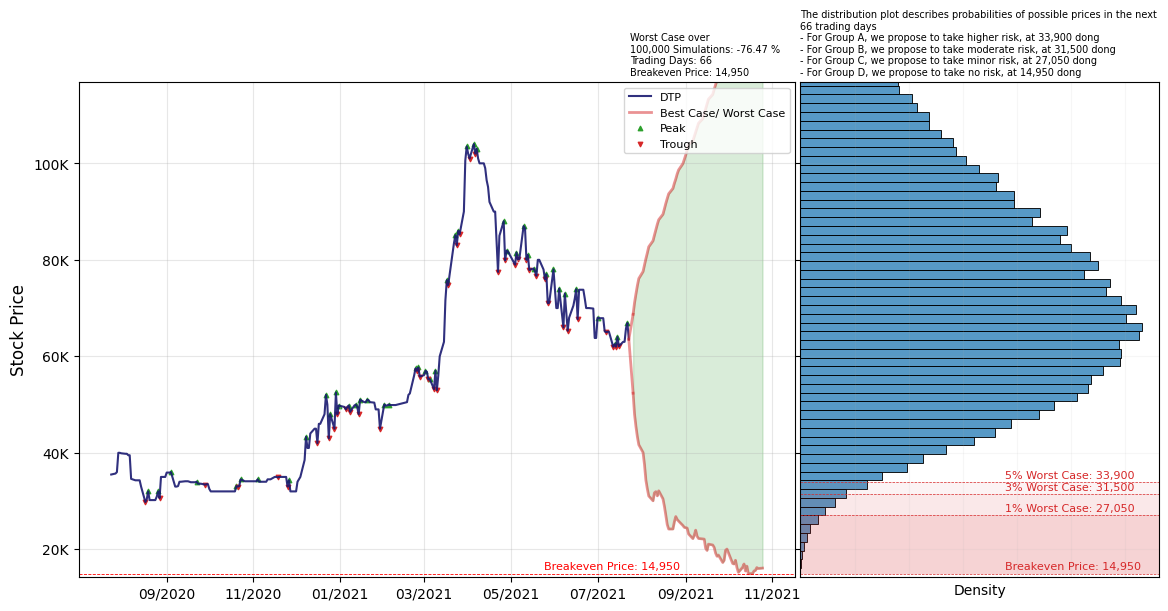 Worst Case over
100,000 Simulations: -76.47 %
Trading Days: 66
Breakeven Price: 14,950
The distribution plot describes probabilities of possible prices in the next
66 trading days
- For Group A, we propose to take higher risk, at 33,900 dong
- For Group B, we propose to take moderate risk, at 31,500 dong
- For Group C, we propose to take minor risk, at 27,050 dong
- For Group D, we propose to take no risk, at 14,950 dong
DTP
Best Case/ Worst Case
Peak
Trough
Stock Price
100K
80K
60K
40K
20K
Breakeven Price: 14,950
09/2020
11/2020
01/2021
03/2021
05/2021
07/2021
09/2021
11/2021
5% Worst Case: 33,900
3% Worst Case: 31,500
1% Worst Case: 27,050
Breakeven Price: 14,950
Density